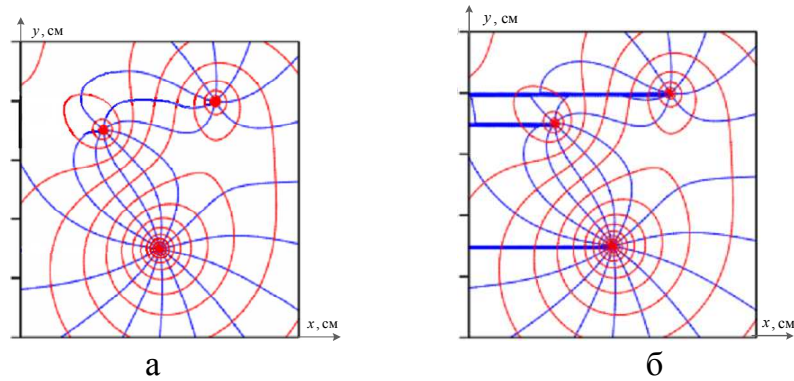 y, см
x, см
а
y, см
x, см
б